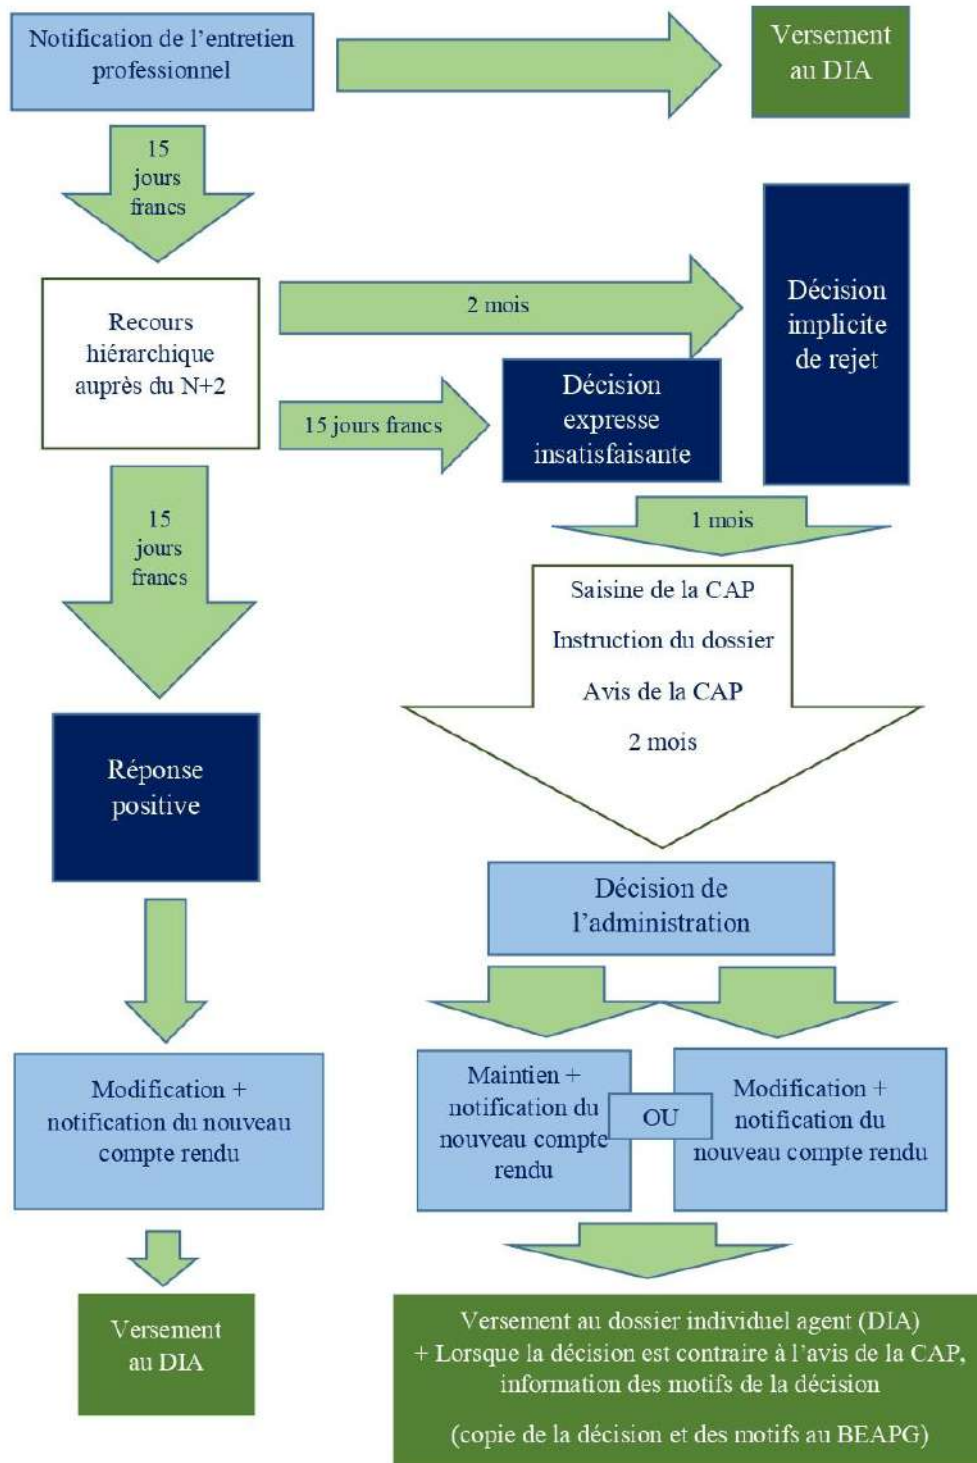 Notification de l'entretien
professionnel
Versement
au DIA
15
jours
francs
Recours
hiérarchique
auprès du N+2
2 mois
Décision
implicite
de rejet
15 jours francs
Décision
expresse
insatisfaisante
15
jours
francs
1 mois
Saisine de la CAP
Instruction du dossier
Avis de la CAP
2 mois
Réponse
positive
Décision de
l'administration
Modification +
notification du nouveau
compte rendu
Maintien +
notification du
nouveau compte
rendu
OU
Modification +
notification du
nouveau compte rendu
Versement
au DIA
Versement au dossier individuel agent (DIA)
+ Lorsque la décision est contraire à l'avis de la CAP,
information des motifs de la décision
(copie de la décision et des motifs au BEAPG)